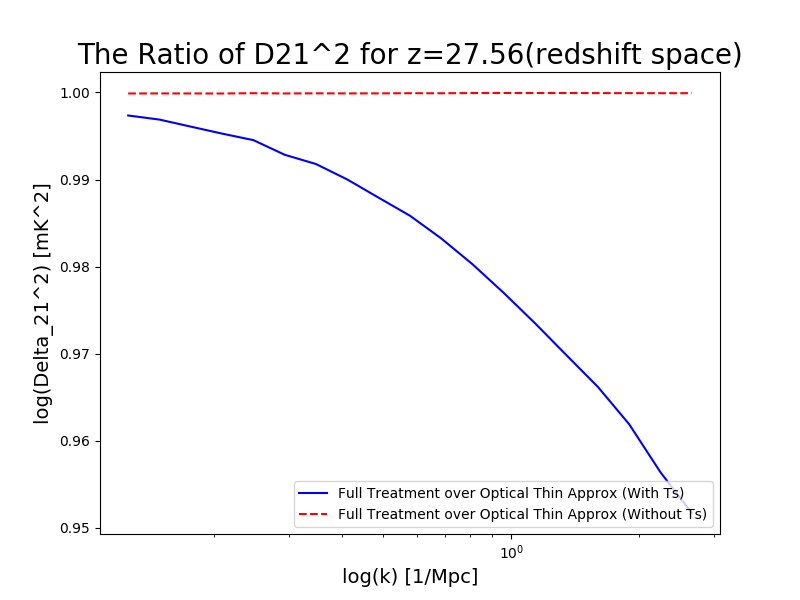 The Ratio of D21^2 for z=27.56(redshift space)
log(Delta_21^2) [mK^2]
1.00
0.99
0.98
0.97
0.96
0.95
Full Treatment over Optical Thin Approx (With Ts)
Full Treatment over Optical Thin Approx (Without Ts)
10^0
log(k) [1/Mpc]